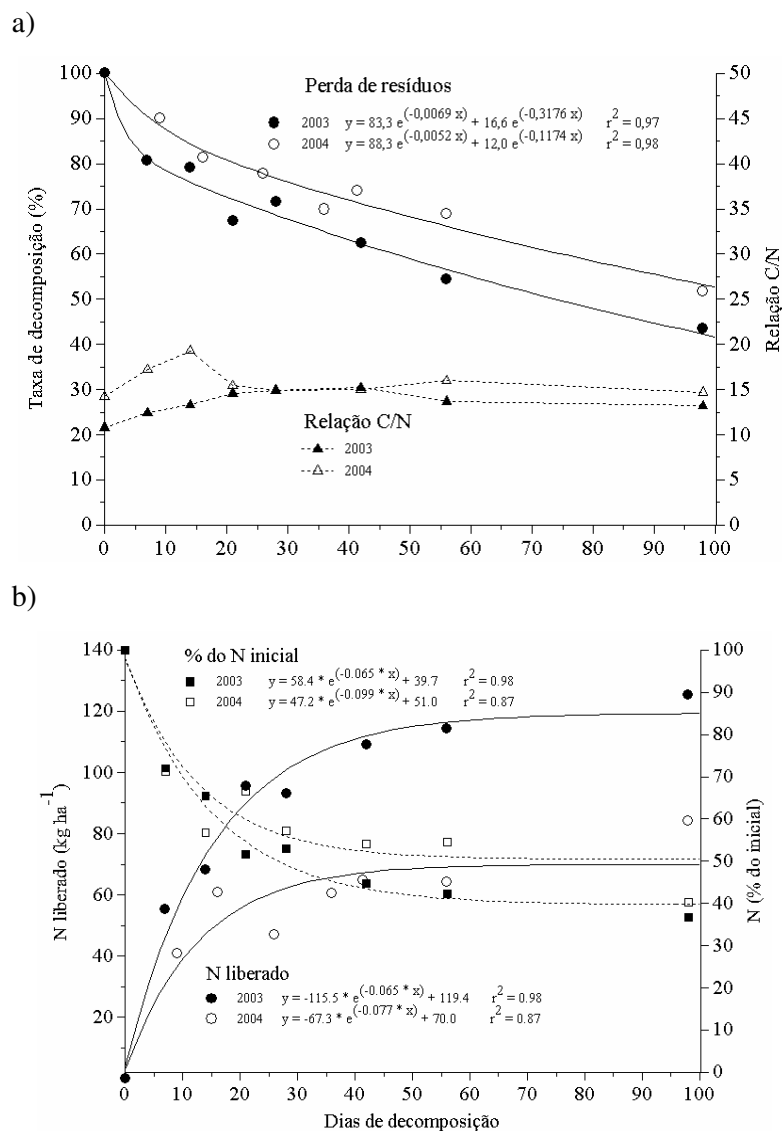 a)
Perda de resíduos
2003 y = 83,3 e(-0,0069 x) + 16,6 e(-0,3176 x) r2 = 0,97
2004 y = 88,3 e(-0,0052 x) + 12,0 e(-0,1174 x) r2 = 0,98
Taxa de decomposição (%)
100
90
80
70
60
50
40
30
20
10
0
Relação C/N
2003
2004
50
45
40
35
30
25
20
15
10
5
0
Relação C/N
0 10 20 30 40 50 60 70 80 90 100
b)
% do N inicial
2003 y = 58.4 * e(-0.065 * x) + 39.7 r2 = 0.98
2004 y = 47.2 * e(-0.099 * x) + 51.0 r2 = 0.87
N liberado (kg ha-1)
140
120
100
80
60
40
20
N liberado
2003 y = -115.5 * e(-0.065 * x) + 119.4 r2 = 0.98
2004 y = -67.3 * e(-0.077 * x) + 70.0 r2 = 0.87
100
90
80
70
60
50
40
30
20
10
0
N (% do inicial)
0 10 20 30 40 50 60 70 80 90 100
Dias de decomposição